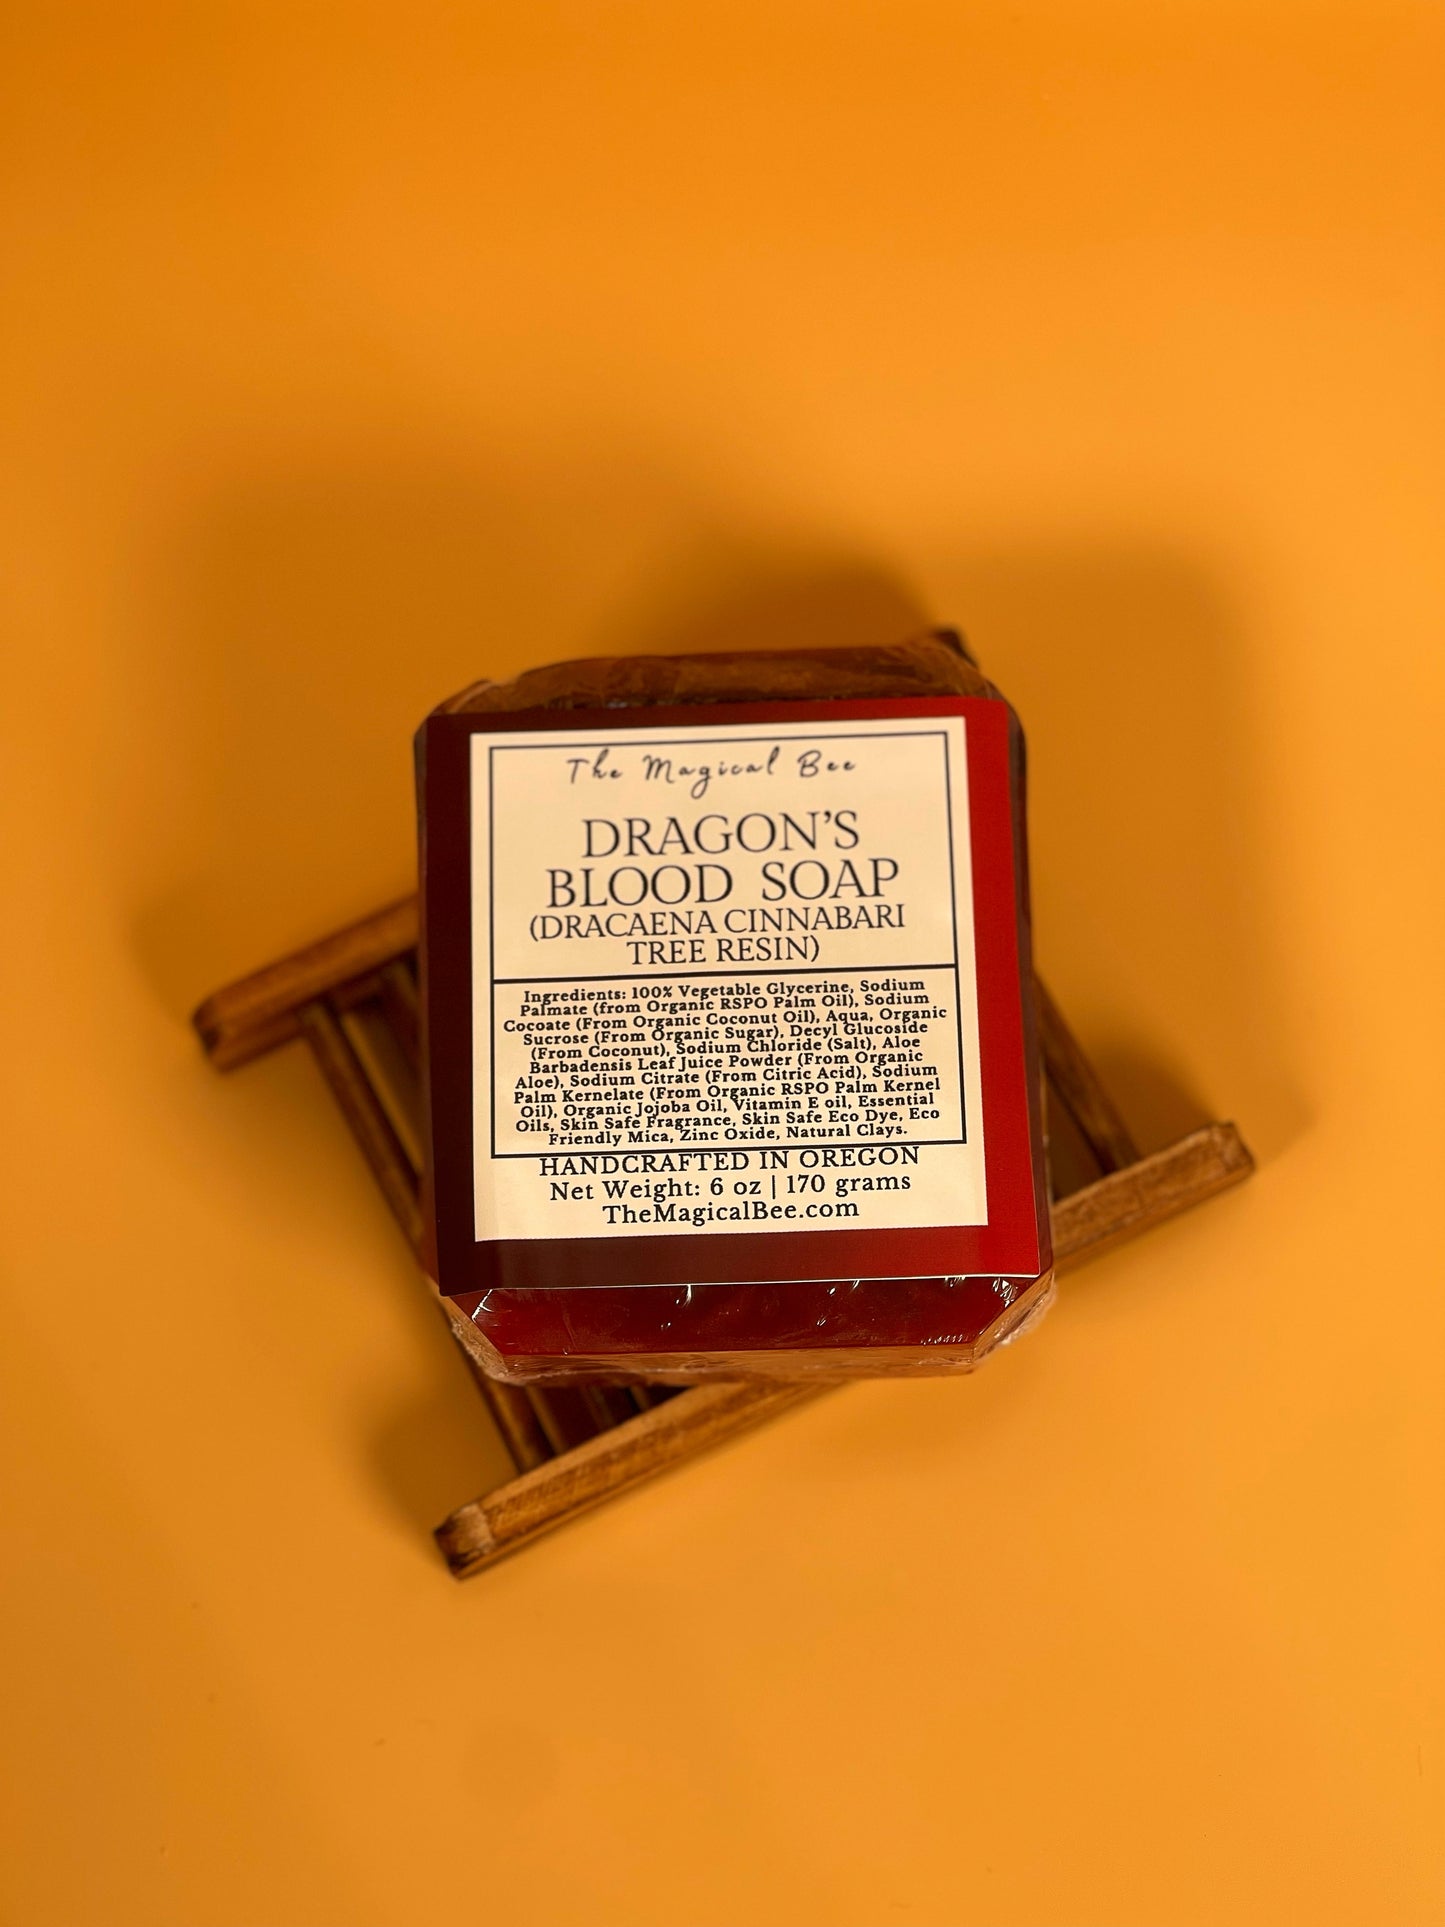 The Magical Bee
DRAGON'S
BLOOD SOAP
(DRACAENA CINNABARI
TREE RESIN)
Ingredients: 100% Vegetable Glycerine, Sodium
Palmate (from Organic RSPO Palm Oil), Sodium
Cocoate (From Organic Coconut Oil), Aqua, Organic
Sucrose (From Organic Sugar), Decyl Glucoside
(From Coconut), Sodium Chloride (Salt), Aloe
Barbadensis Leaf Juice Powder (From Organic
Aloe), Sodium Citrate (From Citric Acid), Sodium
Palm Kernelate (From Organic RSPO Palm Kernel
Oil), Organic Jojoba Oil, Vitamin E oil, Essential
Oils, Skin Safe Fragrance, Skin Safe Eco Dye, Eco
Friendly Mica, Zinc Oxide, Natural Clays.
HANDCRAFTED IN OREGON
Net Weight: 6 oz | 170 grams
TheMagicalBee.com